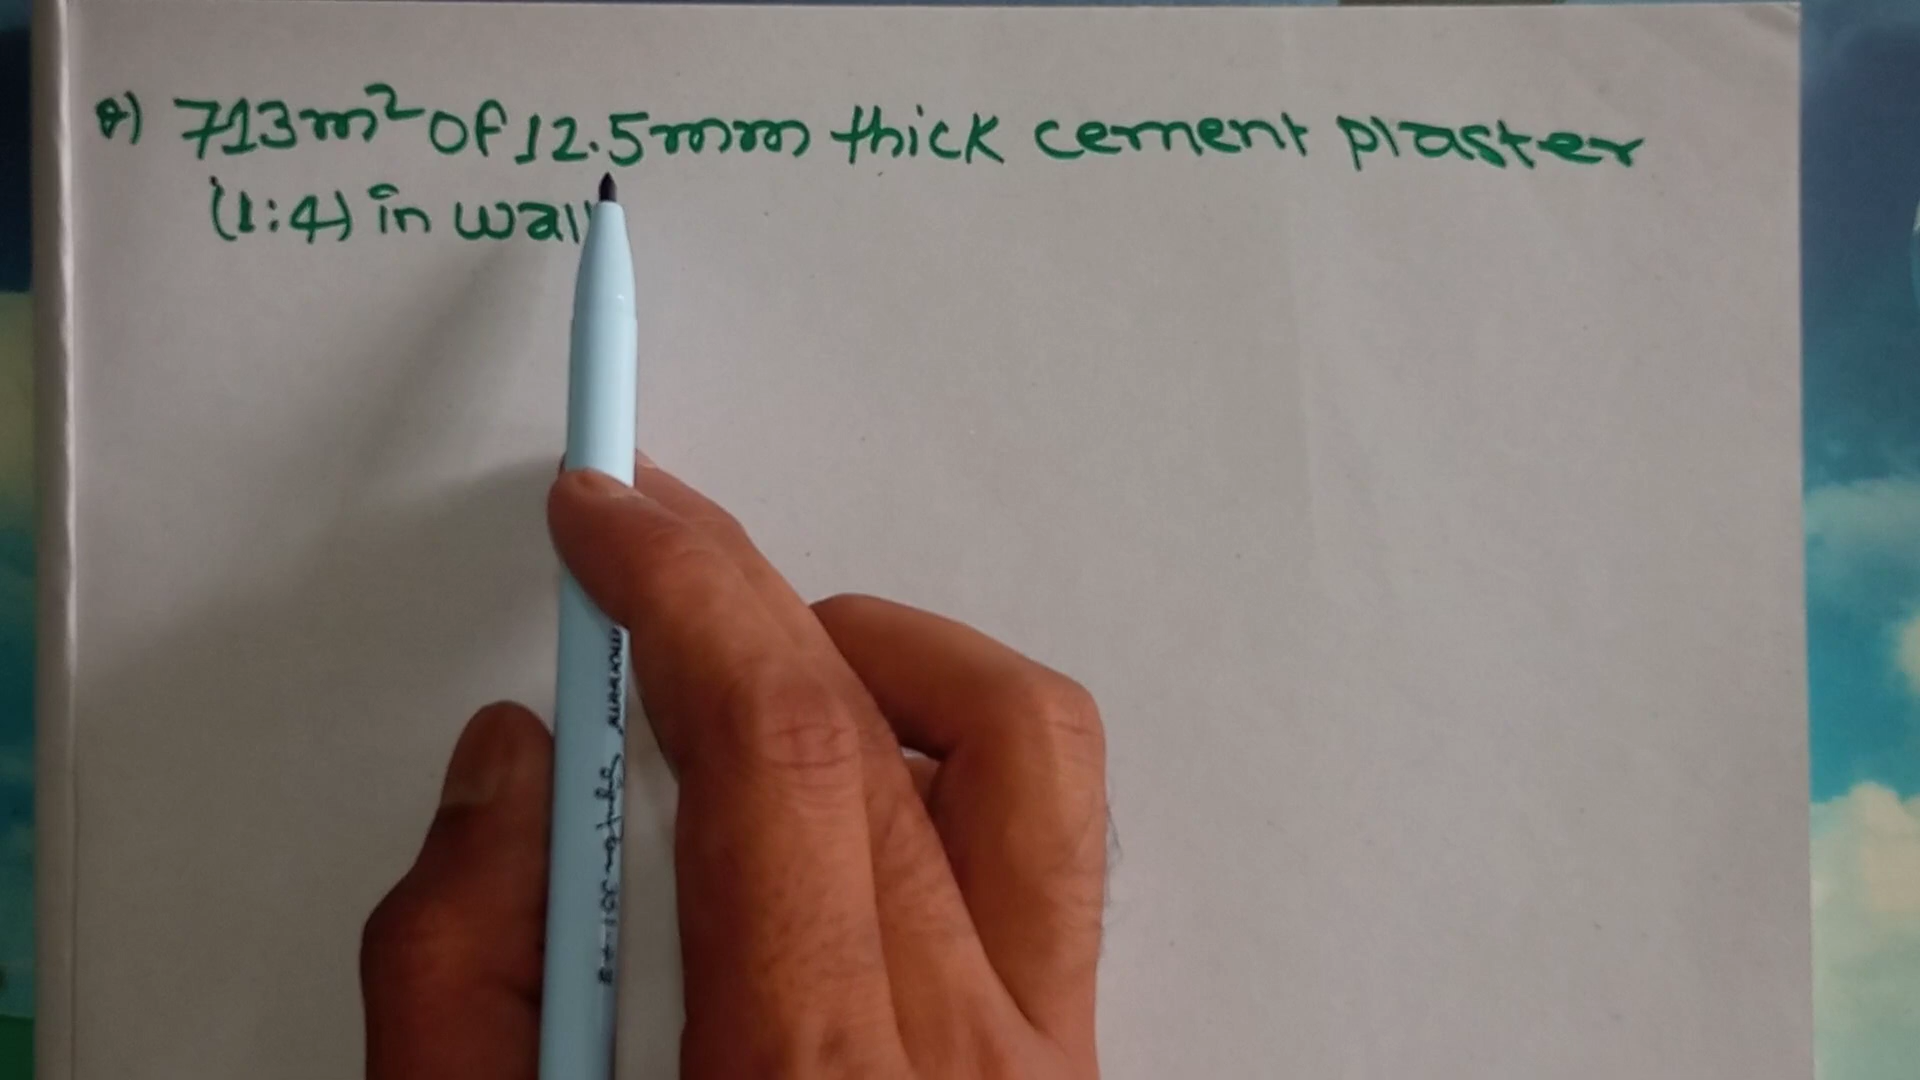 8) 713m² of 12.5mm thick cement plaster
(1:4) in wall